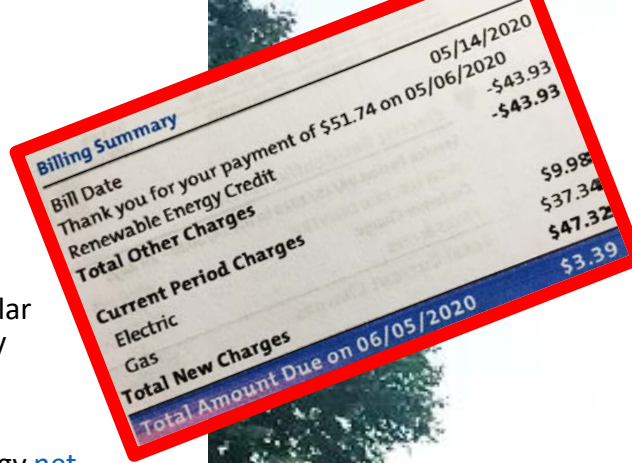 Billing Summary
Bill Date 05/14/2020
Thank you for your payment of $51.74 on 05/06/2020
Renewable Energy Credit -$43.93
Total Other Charges -$43.93
Current Period Charges
Electric $9.98
Gas $37.34
Total New Charges $47.32
Total Amount Due on 06/05/2020 $3.39
lar
gy net